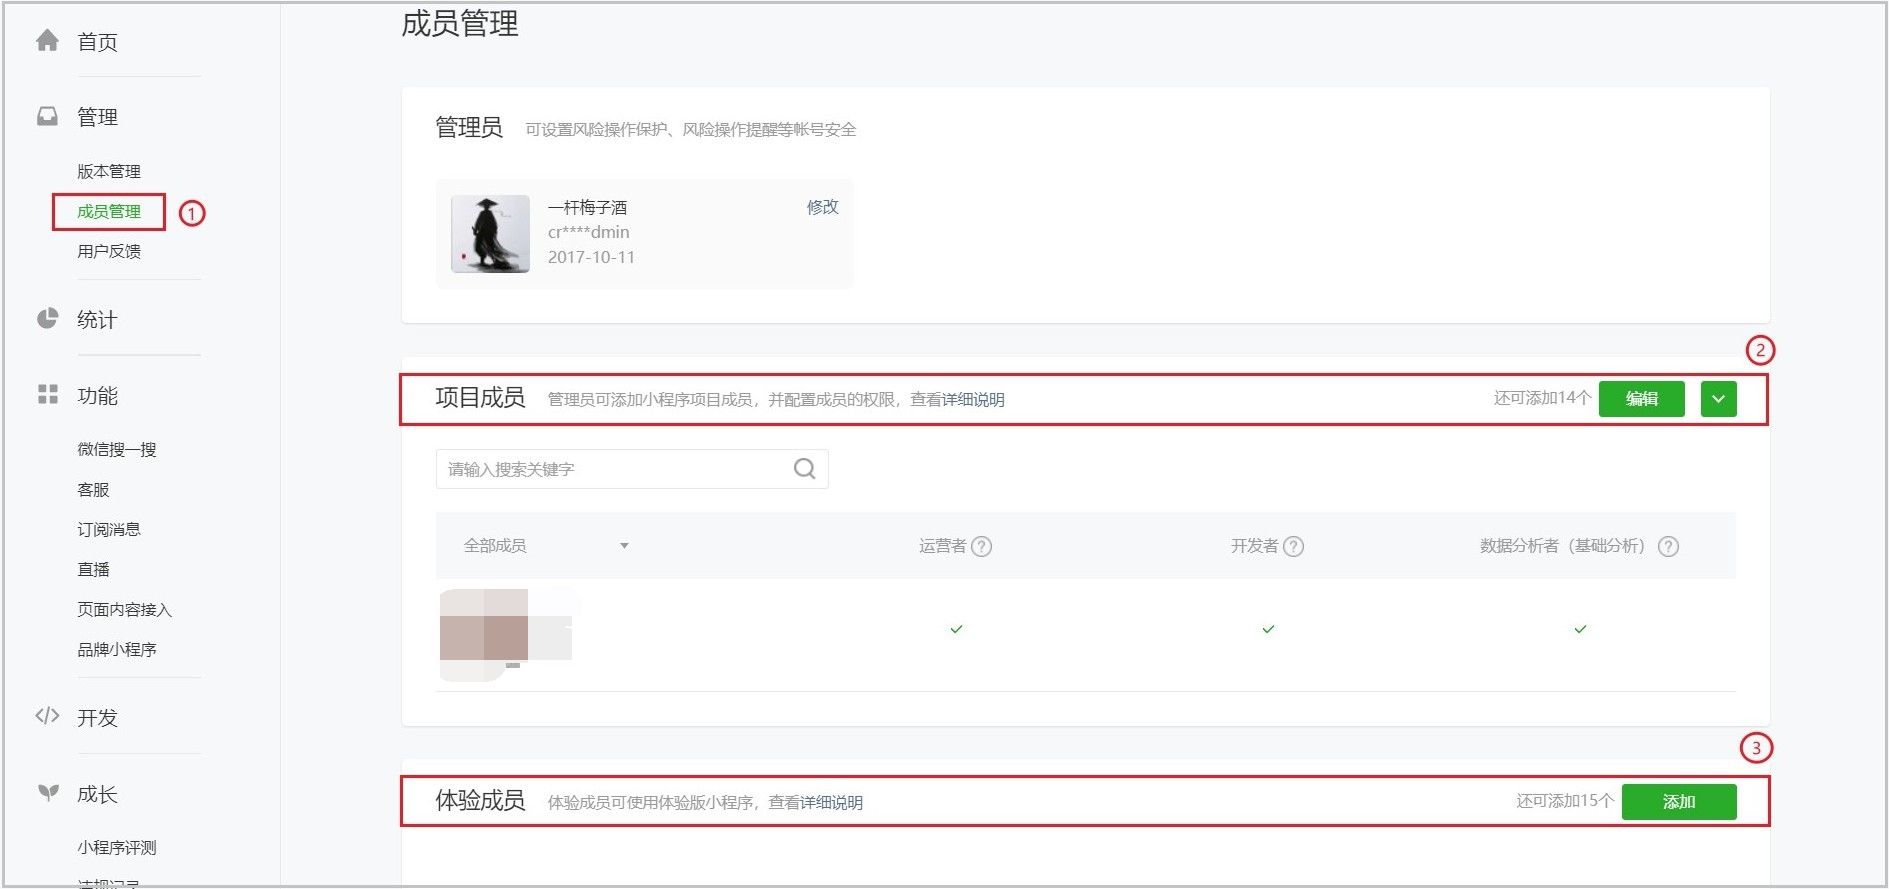 首页
管理
版本管理
成员管理
①
用户反馈
统计
功能
微信搜一搜
客服
订阅消息
直播
页面内容接入
品牌小程序
开发
成长
小程序评测
违规记录
成员管理
管理员 可设置风险操作保护、风险操作提醒等帐号安全
一杆梅子酒 修改
cr****dmin
2017-10-11
②
项目成员 管理员可添加小程序项目成员，并配置成员的权限，查看详细说明 还可添加14个 编辑
请输入搜索关键字
全部成员 运营者 ? 开发者 ? 数据分析者（基础分析） ?
③
体验成员 体验成员可使用体验版小程序，查看详细说明 还可添加15个 添加